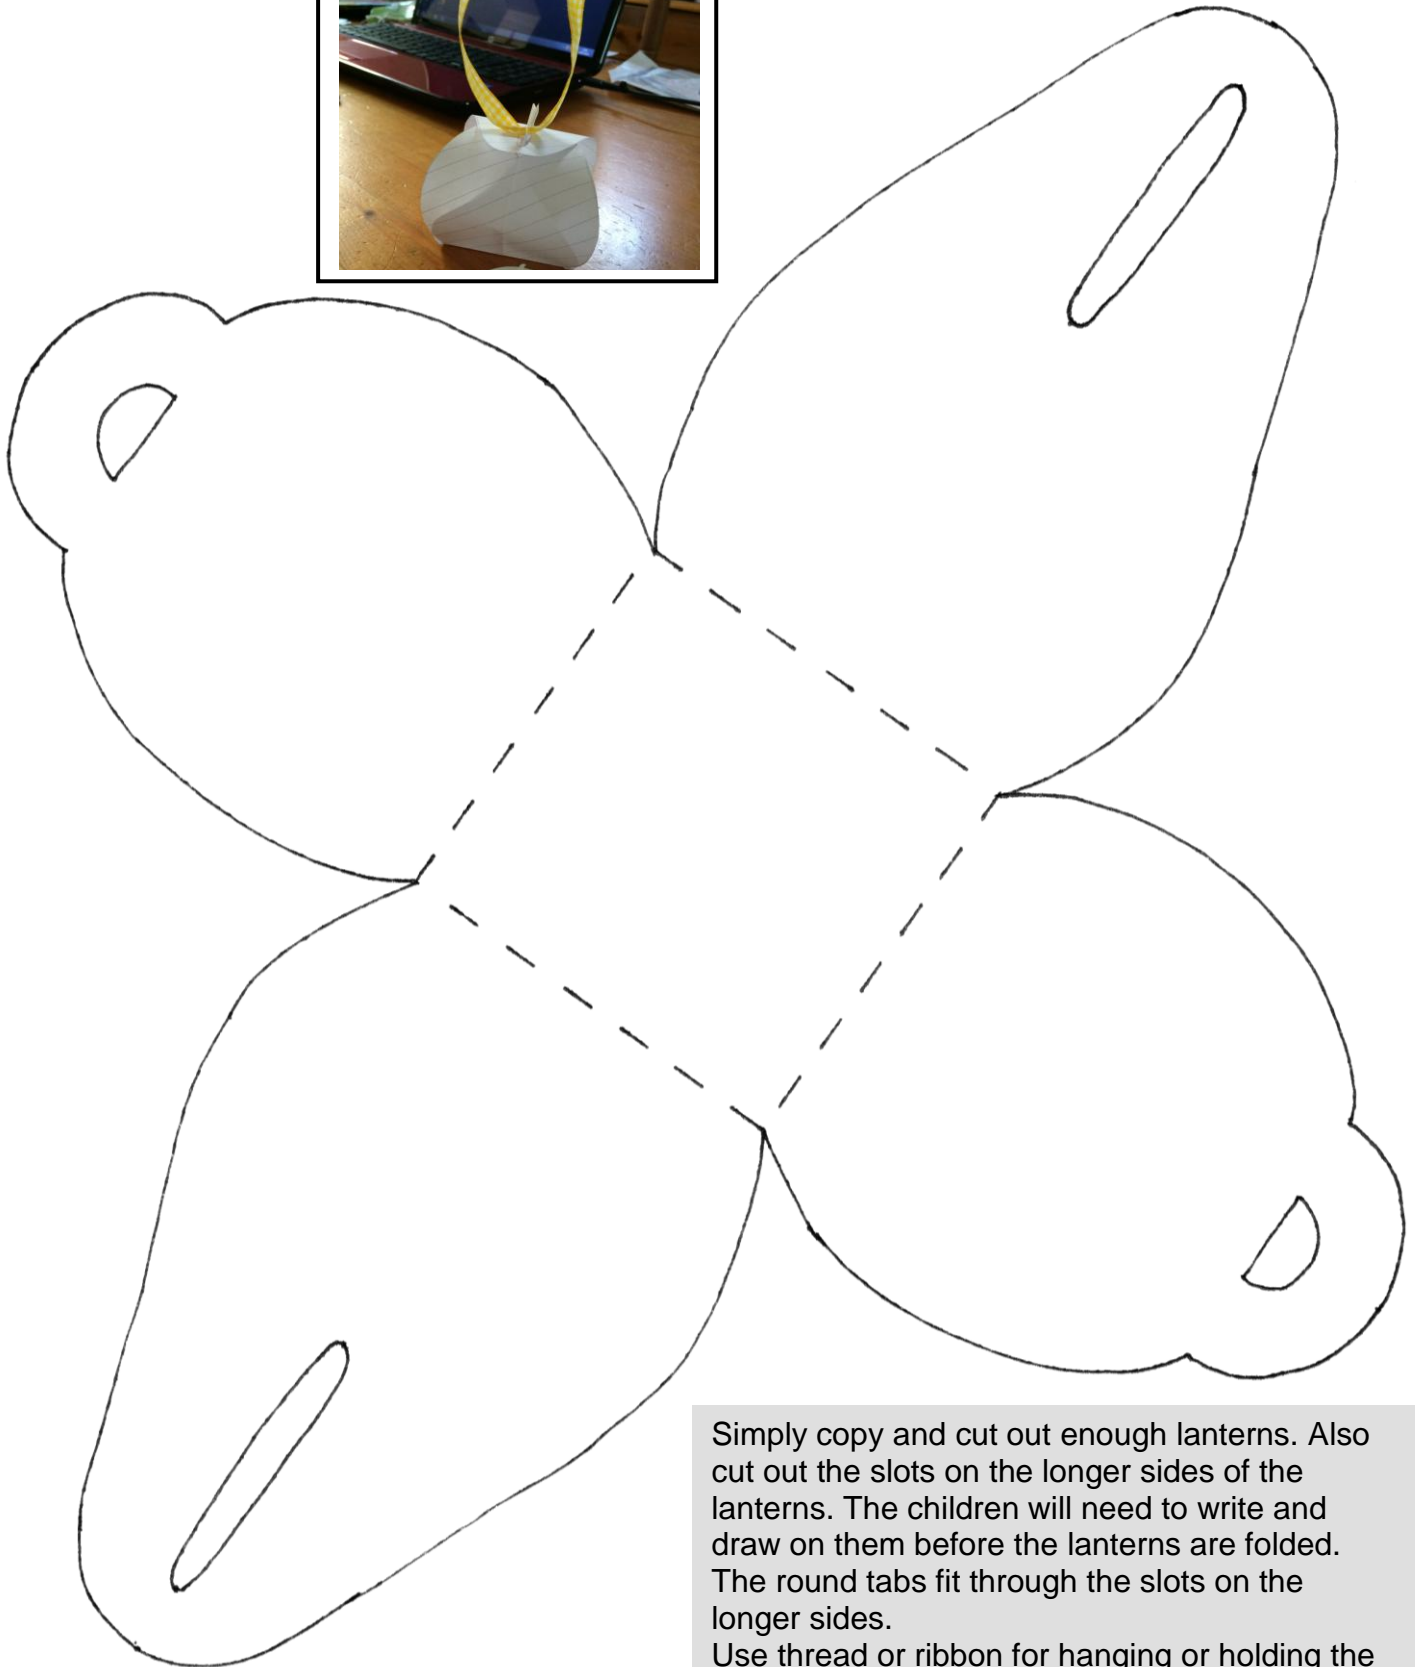 Simply copy and cut out enough lanterns. Also
cut out the slots on the longer sides of the
lanterns. The children will need to write and
draw on them before the lanterns are folded.
The round tabs fit through the slots on the
longer sides.
Use thread or ribbon for hanging or holding the